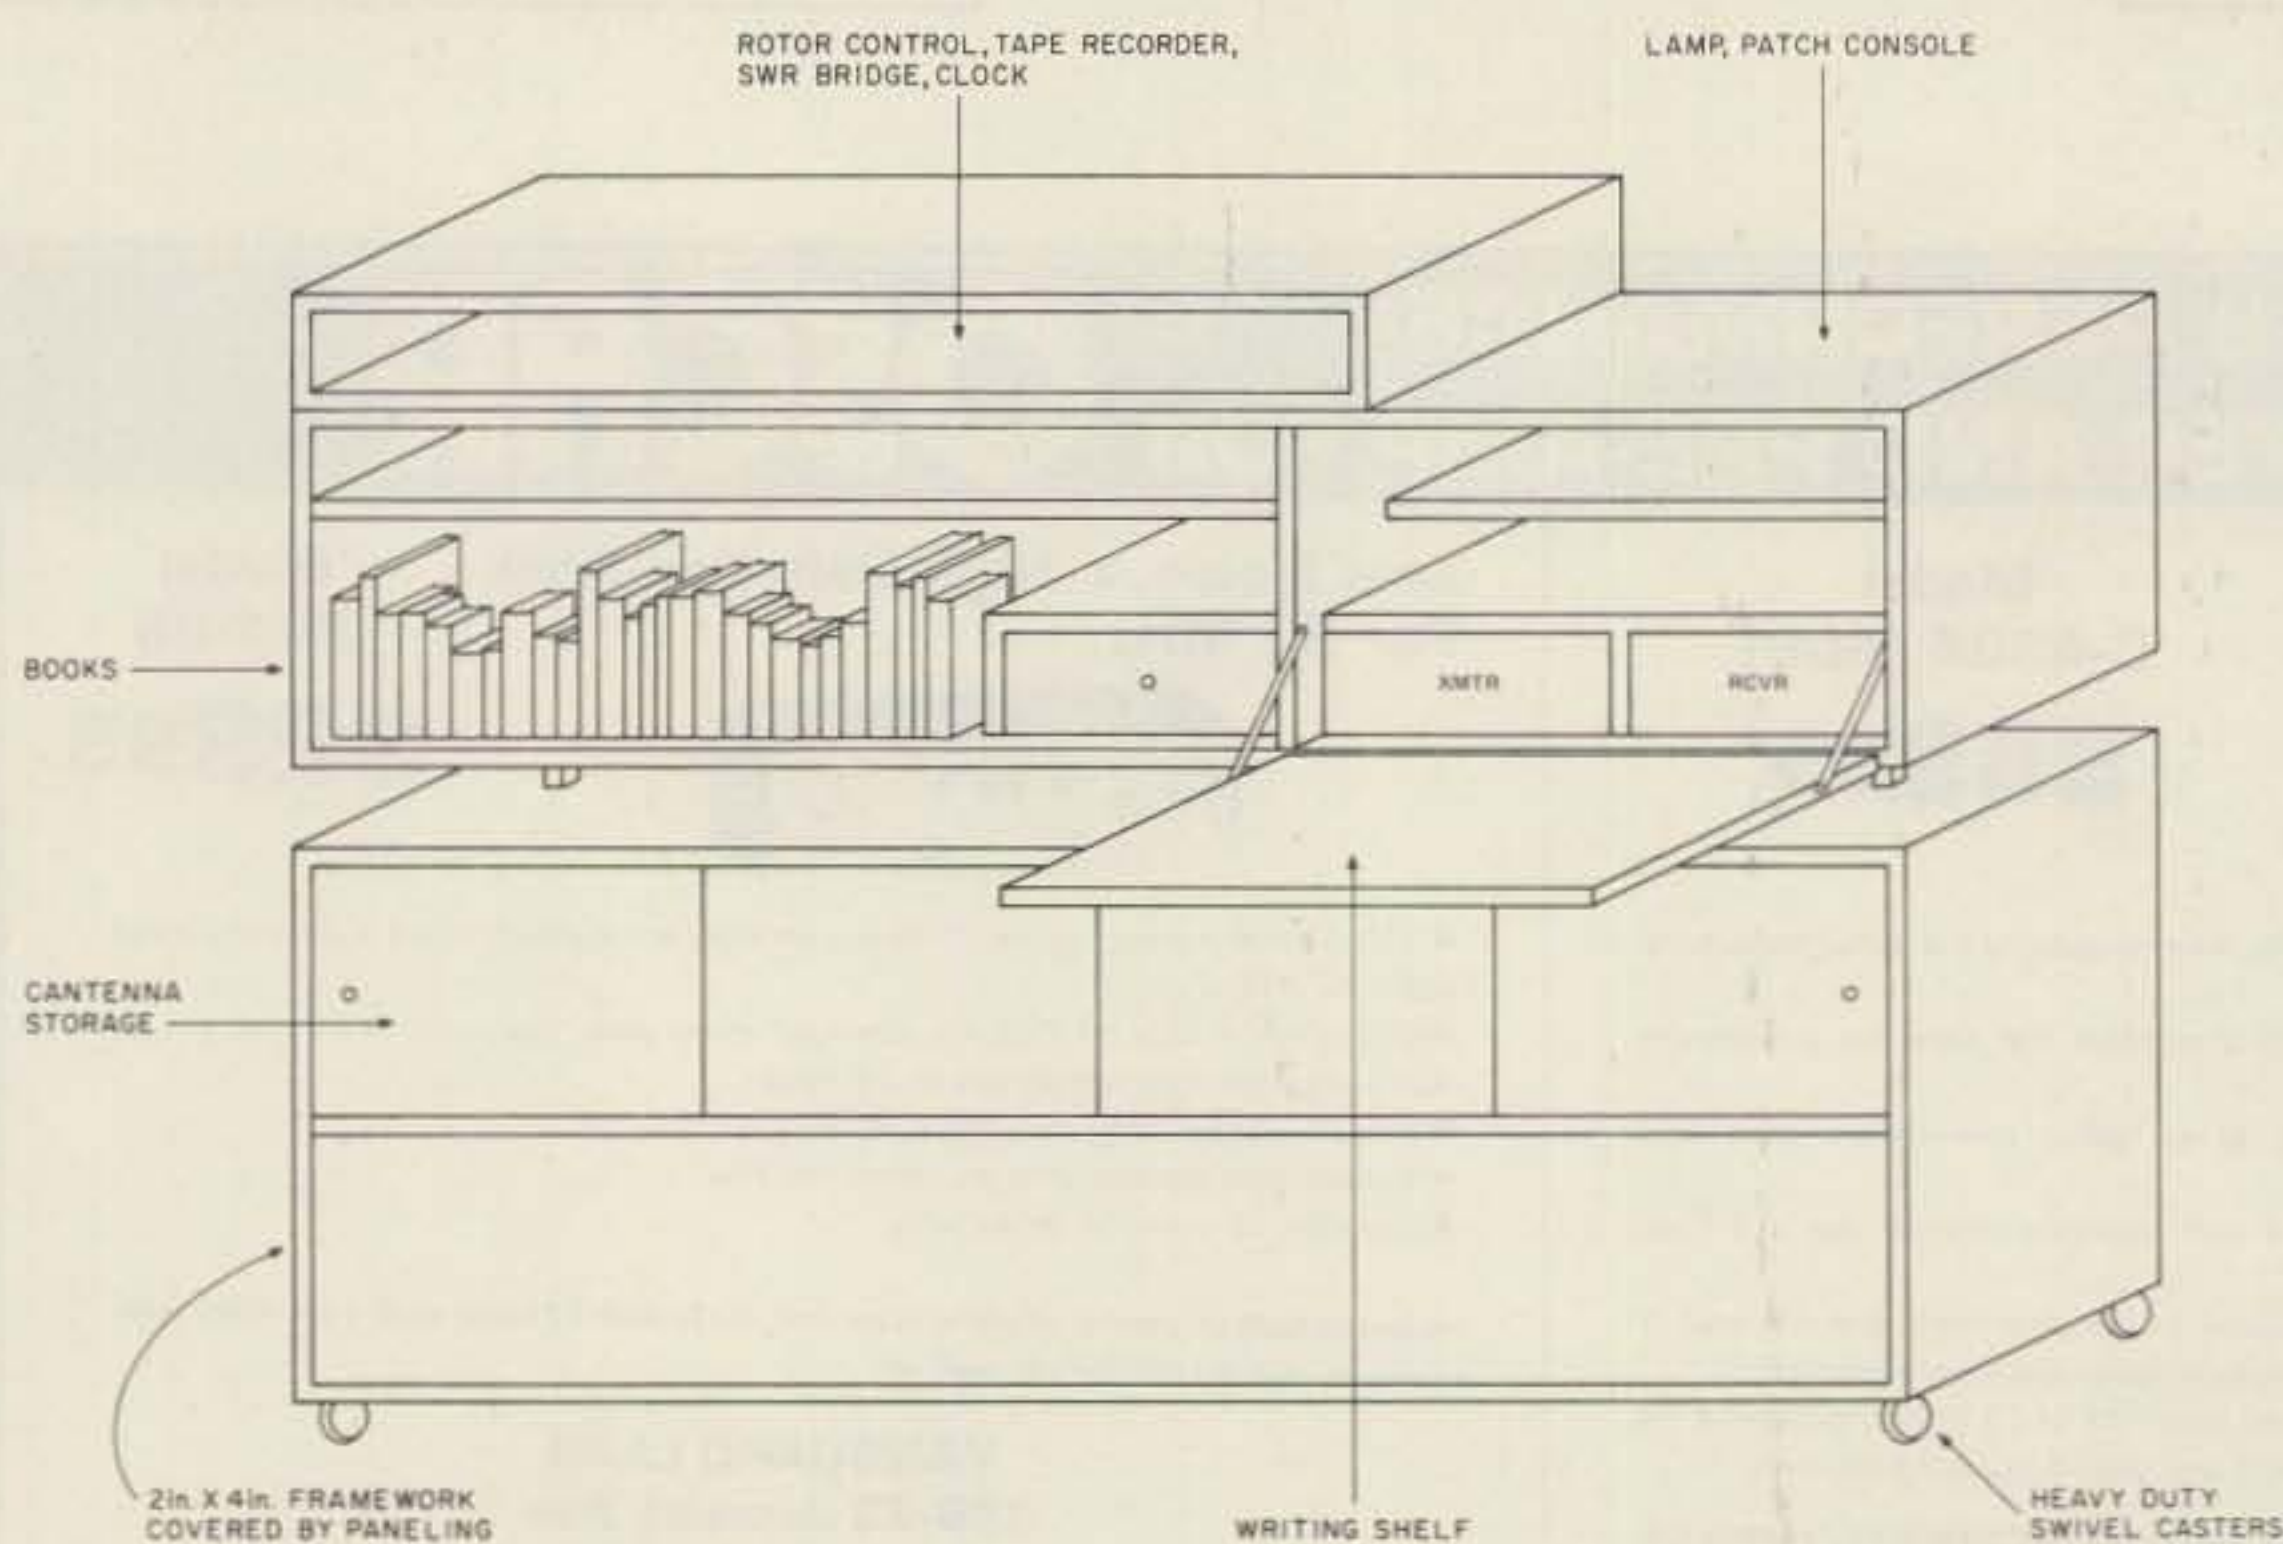 ROTOR CONTROL, TAPE RECORDER,
SWR BRIDGE, CLOCK
LAMP, PATCH CONSOLE
BOOKS
XMTR
RCVR
CANTENNA
STORAGE
2in. X 4in. FRAMEWORK
COVERED BY PANELING
WRITING SHELF
HEAVY DUTY
SWIVEL CASTERS